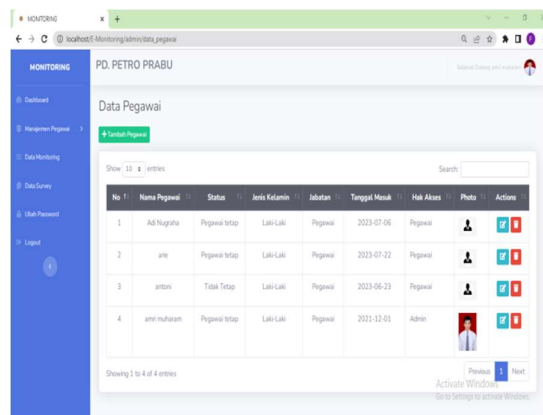 MONITORING
localhost/E-Monitoring/admin/data_pegawai
MONITORING
PD. PETRO PRABU
Selamat Datang amri muharam
Dashboard
Manajemen Pegawai
Data Monitoring
Data Survey
Ubah Password
Logout
Data Pegawai
+ Tambah Pegawai
Show 10 entries
Search:
No Nama Pegawai Status Jenis Kelamin Jabatan Tanggal Masuk Hak Akses Photo Actions
1 Adi Nugraha Pegawai tetap Laki-Laki Pegawai 2023-07-06 Pegawai
2 arie Pegawai tetap Laki-Laki Pegawai 2023-07-22 Pegawai
3 antoni Tidak Tetap Laki-Laki Pegawai 2023-06-23 Pegawai
4 amri muharam Pegawai tetap Laki-Laki Pegawai 2021-12-01 Admin
Showing 1 to 4 of 4 entries
Previous 1 Next
Activate Windows
Go to Settings to activate Windows.